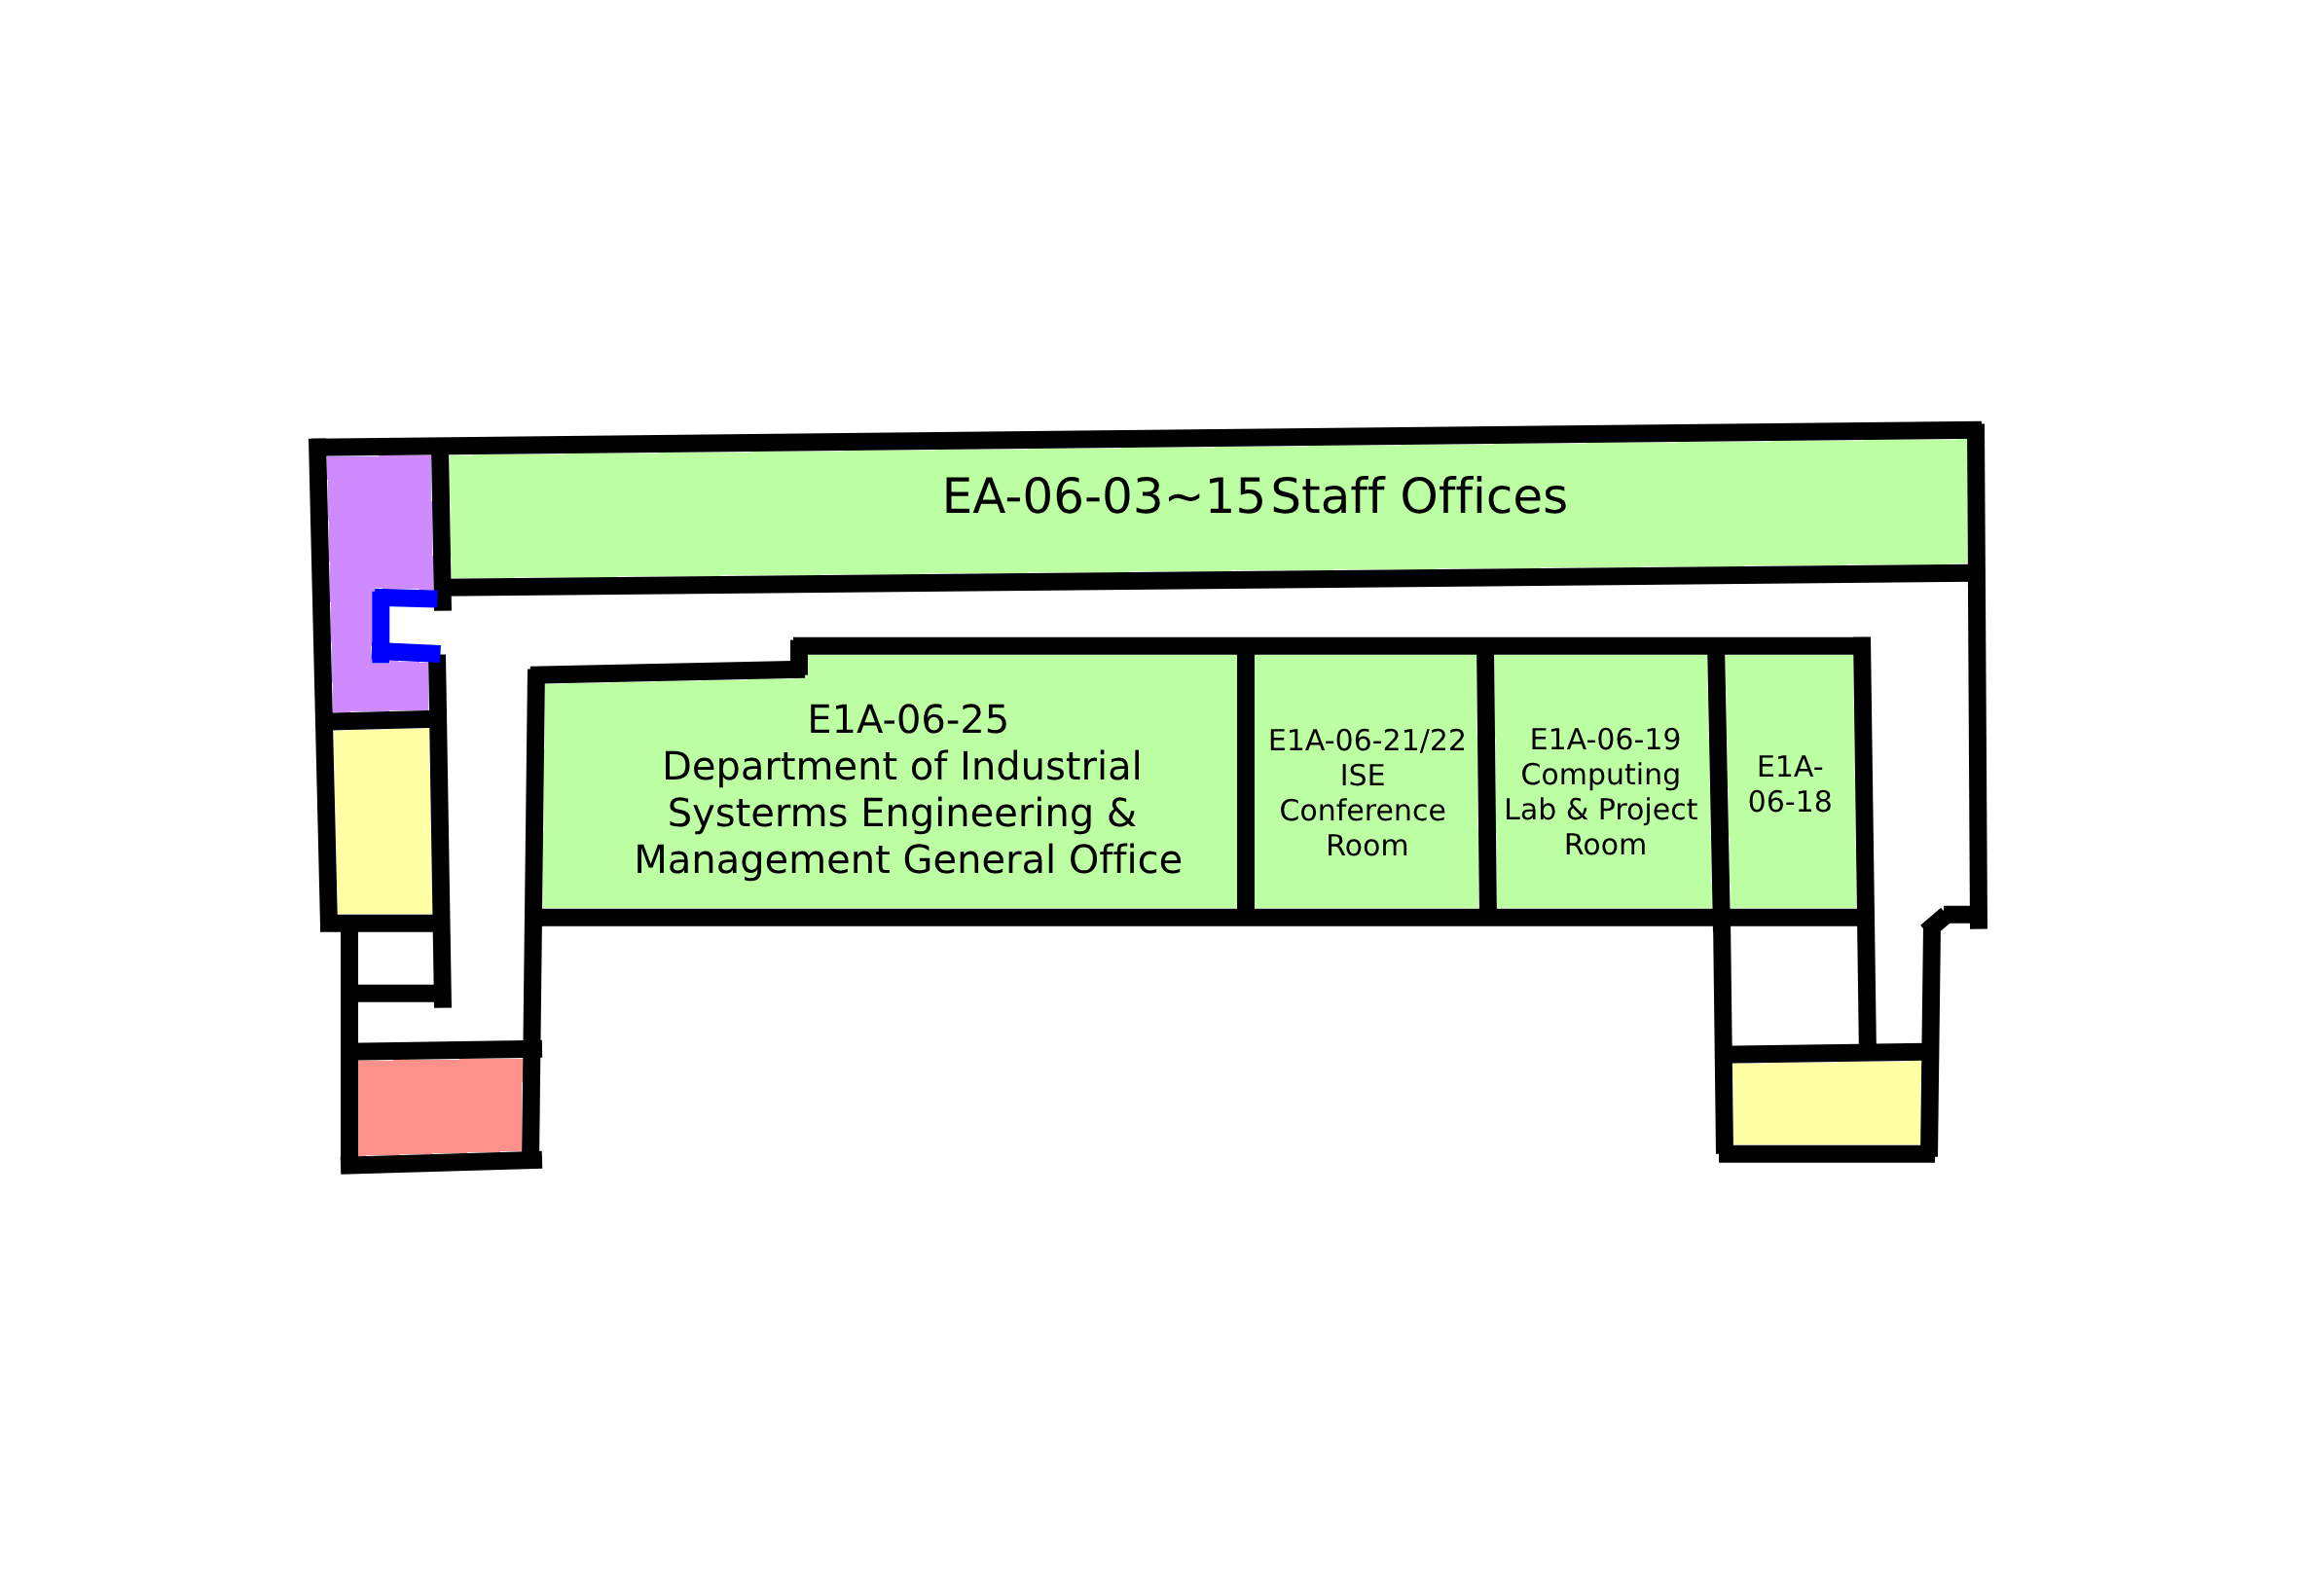 EA-06-03~15 Staff Offices
E1A-06-25
Department of Industrial
Systerms Engineering &
Management General Office
E1A-06-21/22
ISE
Conference
Room
E1A-06-19
Computing
Lab & Project
Room
E1A-
06-18